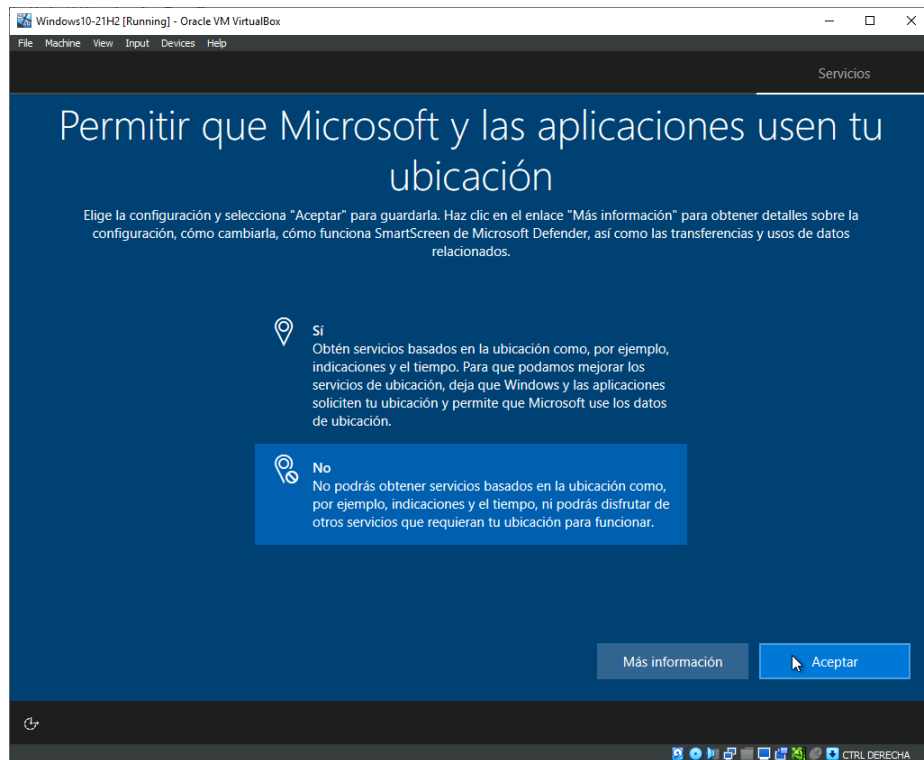 Windows10-21H2 [Running] - Oracle VM VirtualBox
File Machine View Input Devices Help
Servicios
Permitir que Microsoft y las aplicaciones usen tu
ubicación
Elige la configuración y selecciona "Aceptar" para guardarla. Haz clic en el enlace "Más información" para obtener detalles sobre la
configuración, cómo cambiarla, cómo funciona SmartScreen de Microsoft Defender, así como las transferencias y usos de datos
relacionados.
Sí
Obtén servicios basados en la ubicación como, por ejemplo,
indicaciones y el tiempo. Para que podamos mejorar los
servicios de ubicación, deja que Windows y las aplicaciones
soliciten tu ubicación y permite que Microsoft use los datos
de ubicación.
No
No podrás obtener servicios basados en la ubicación como,
por ejemplo, indicaciones y el tiempo, ni podrás disfrutar de
otros servicios que requieran tu ubicación para funcionar.
Más información
Aceptar
CTRL DERECHA